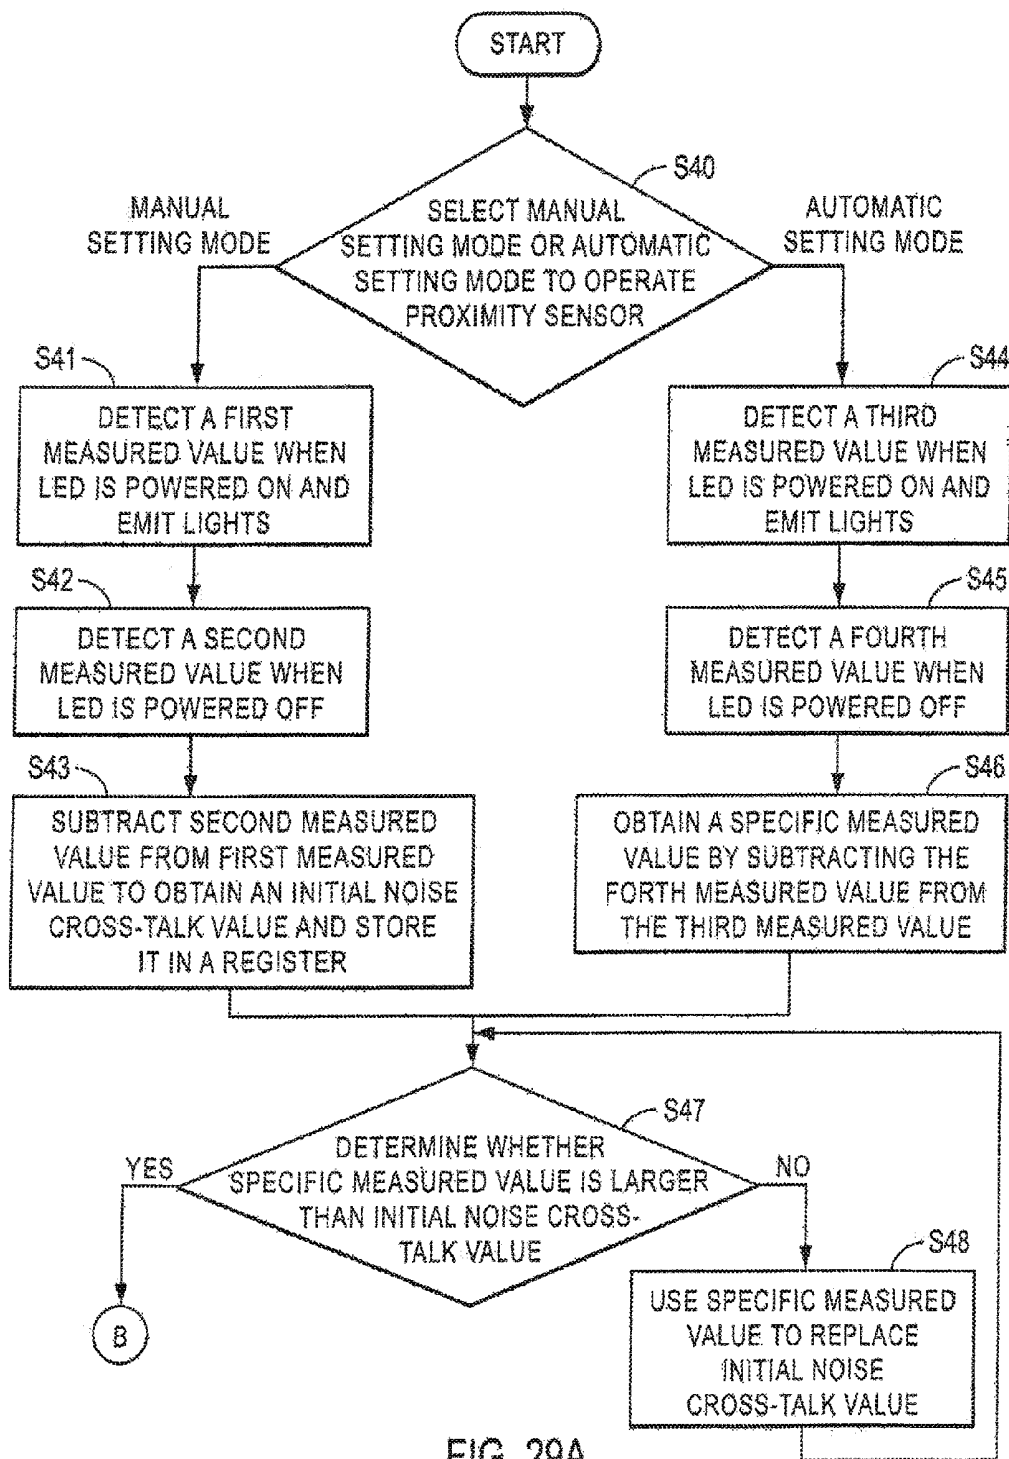 START
S40
SELECT MANUAL
SETTING MODE OR AUTOMATIC
SETTING MODE TO OPERATE
PROXIMITY SENSOR
MANUAL
SETTING MODE
AUTOMATIC
SETTING MODE
S41
DETECT A FIRST
MEASURED VALUE WHEN
LED IS POWERED ON AND
EMIT LIGHTS
S44
DETECT A THIRD
MEASURED VALUE WHEN
LED IS POWERED ON AND
EMIT LIGHTS
S42
DETECT A SECOND
MEASURED VALUE WHEN
LED IS POWERED OFF
S45
DETECT A FOURTH
MEASURED VALUE WHEN
LED IS POWERED OFF
S43
SUBTRACT SECOND MEASURED
VALUE FROM FIRST MEASURED
VALUE TO OBTAIN AN INITIAL NOISE
CROSS-TALK VALUE AND STORE
IT IN A REGISTER
S46
OBTAIN A SPECIFIC MEASURED
VALUE BY SUBTRACTING THE
FORTH MEASURED VALUE FROM
THE THIRD MEASURED VALUE
S47
DETERMINE WHETHER
SPECIFIC MEASURED VALUE IS LARGER
THAN INITIAL NOISE CROSS-
TALK VALUE
YES
NO
B
S48
USE SPECIFIC MEASURED
VALUE TO REPLACE
INITIAL NOISE
CROSS-TALK VALUE
FIG. 29A